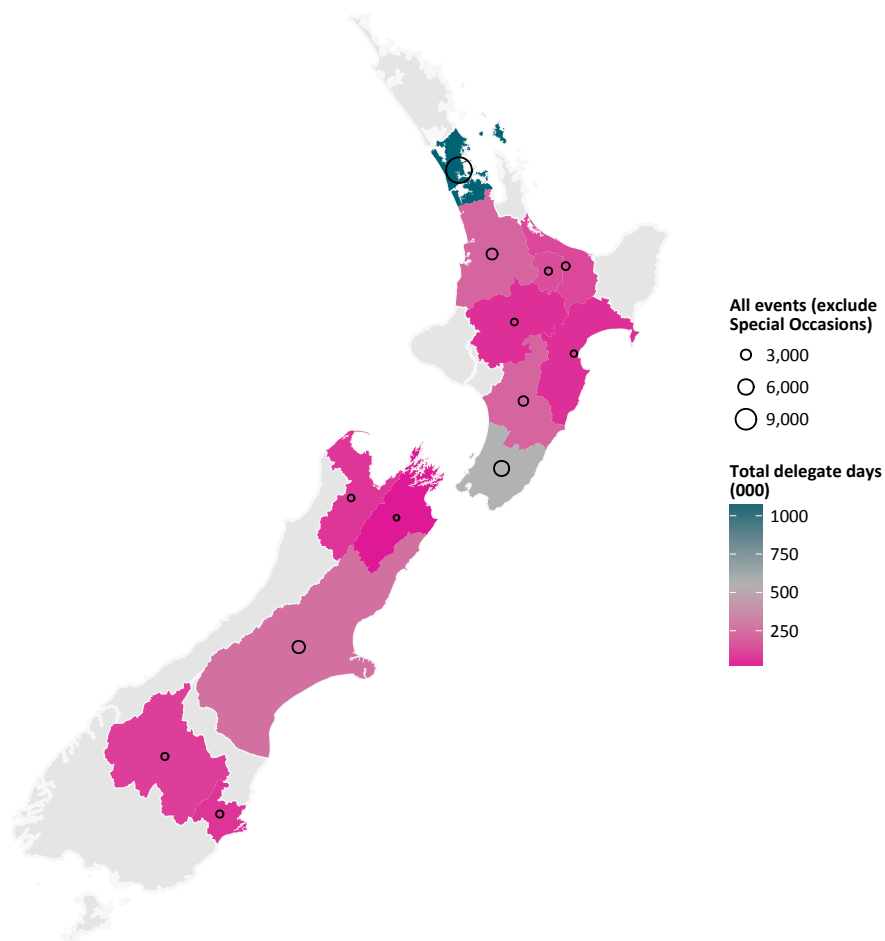 All events (exclude
Special Occasions)
3,000
6,000
9,000
Total delegate days
(000)
1000
750
500
250